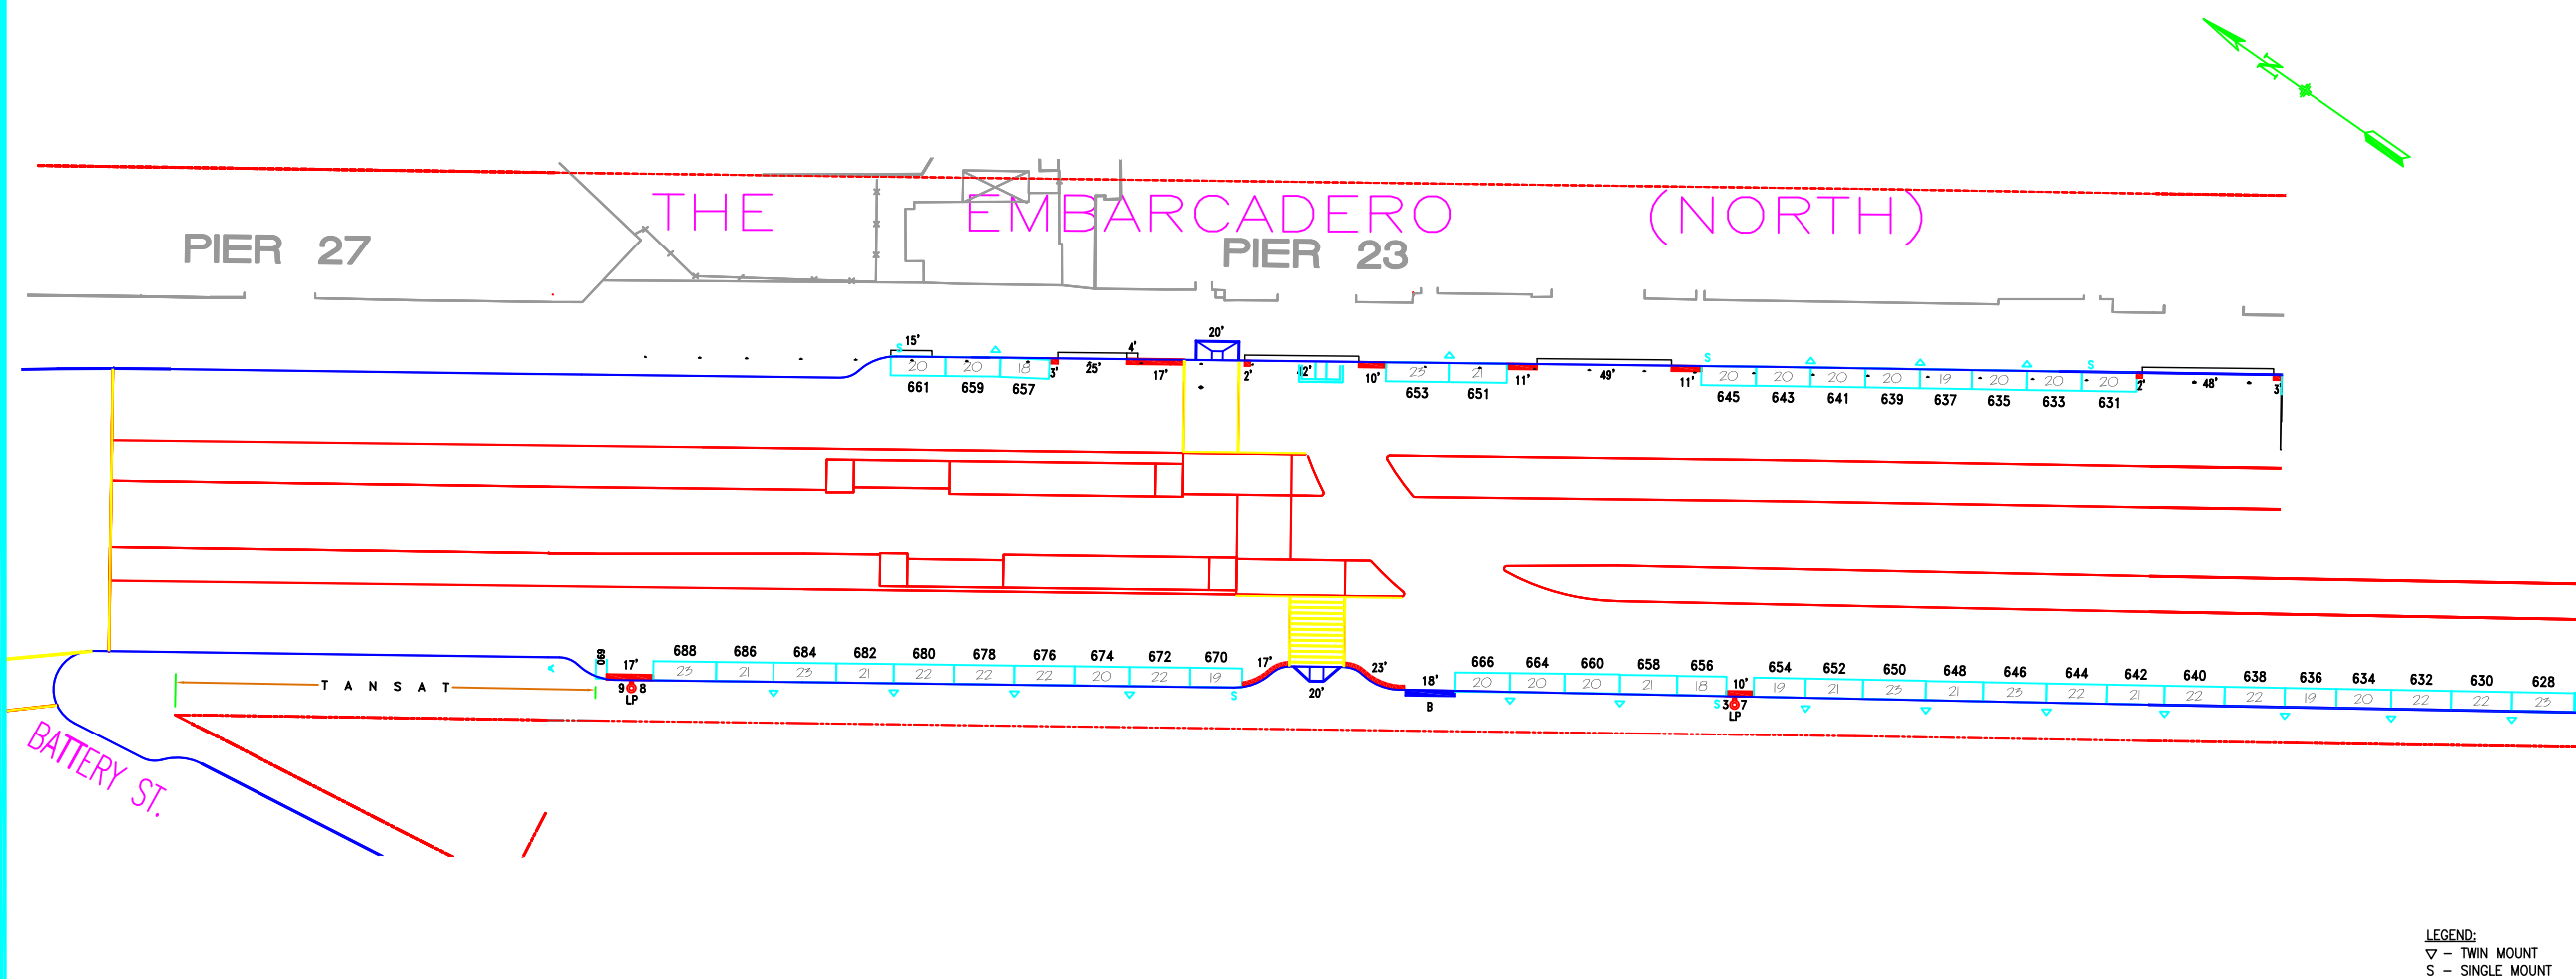 N
THE EMBARCADERO (NORTH)
PIER 27
PIER 23
S 15' 4' 20' S S
20 20 18 3' 25' 17' 2' 12' 10' 23 21 11' 49' 11' 20 20 20 20 19 20 20 20 2' 48' 3'
661 659 657 653 651 645 643 641 639 637 635 633 631
690 17' 688 686 684 682 680 678 676 674 672 670 17' 23' 18' 666 664 660 658 656 10' 654 652 650 648 646 644 642 640 638 636 634 632 630 628
23 21 23 21 22 22 22 20 22 19 20 20 20 21 18 19 21 23 21 23 22 21 22 22 19 20 22 22 23
TANSAT
9 8 S 20' B S 3 7
LP LP
BATTERY ST.
LEGEND:
▽ – TWIN MOUNT
S – SINGLE MOUNT